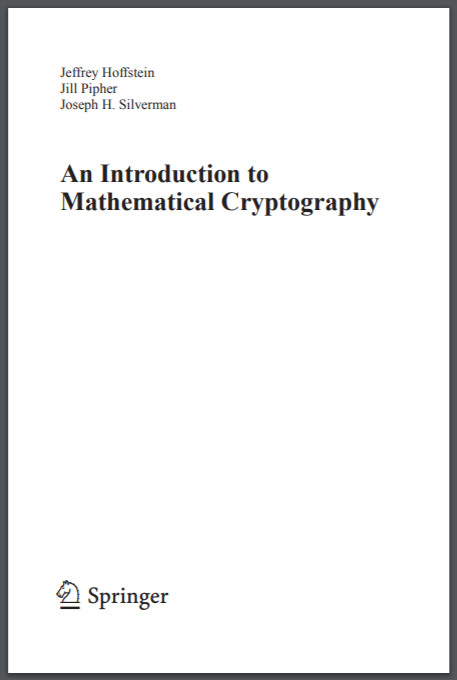 Jeffrey Hoffstein
Jill Pipher
Joseph H. Silverman
An Introduction to
Mathematical Cryptography
Springer